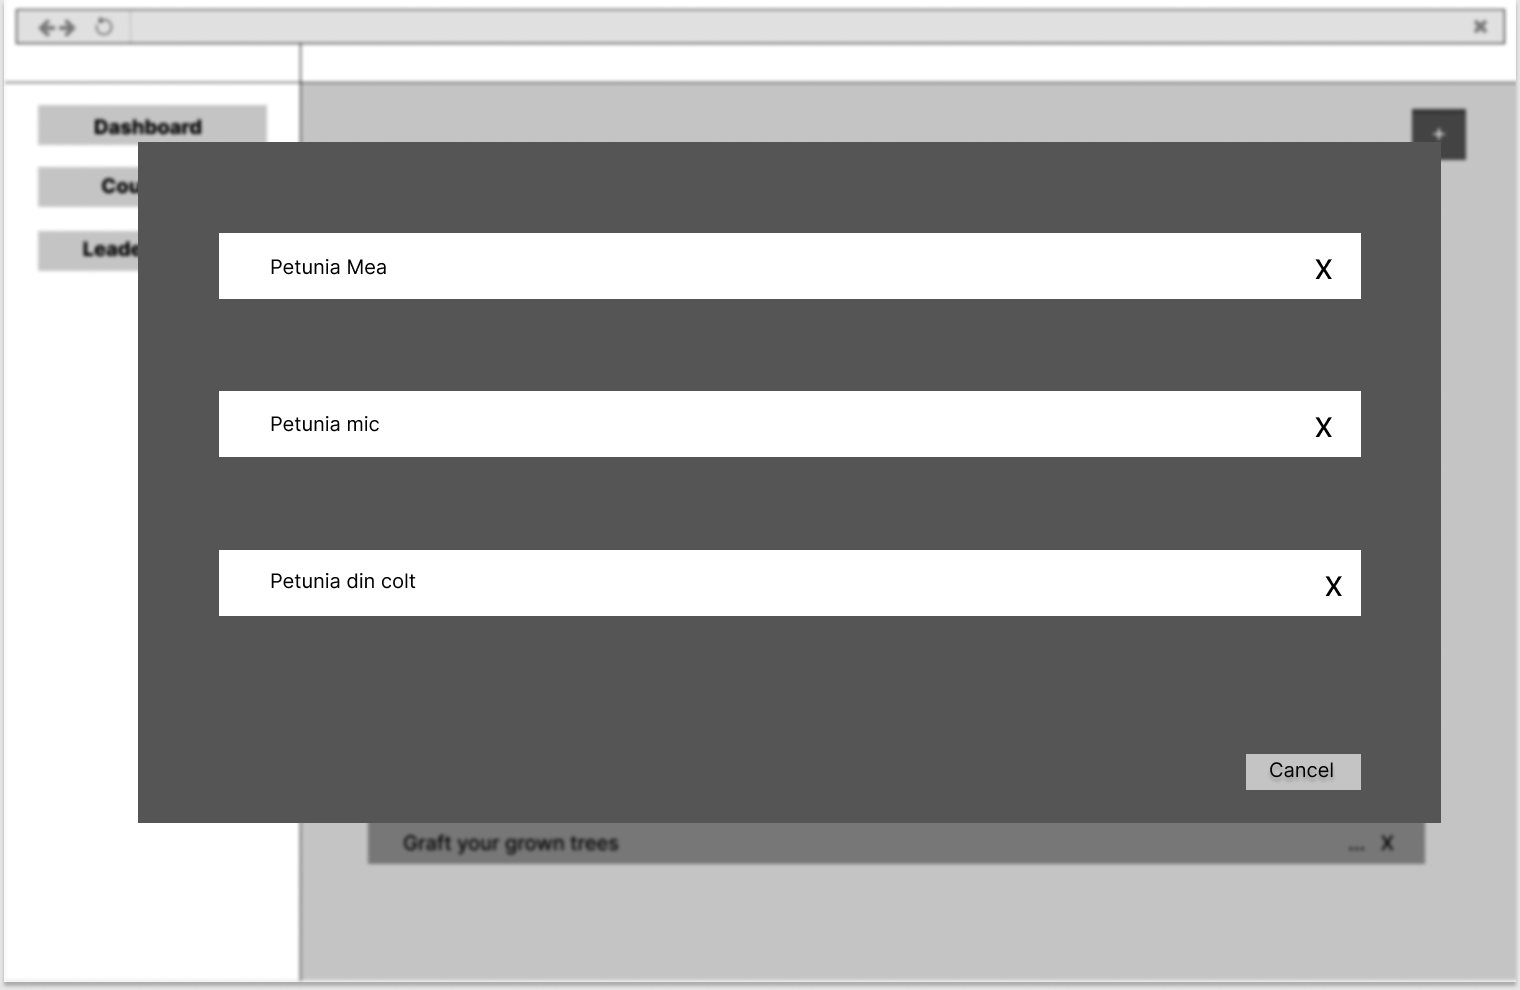 Dashboard
Cou
Leade
+
Petunia Mea
X
Petunia mic
X
Petunia din colt
X
Cancel
Graft your grown trees
... X